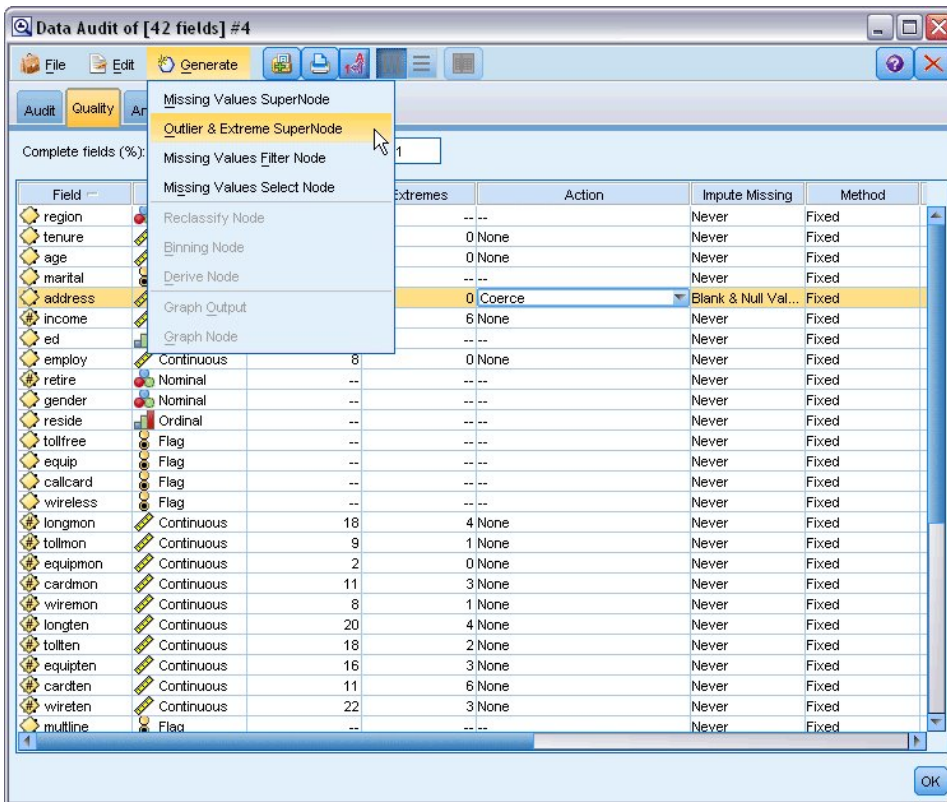 Data Audit of [42 fields] #4
File Edit Generate
Audit Quality An
Missing Values SuperNode
Outlier & Extreme SuperNode
Missing Values Filter Node
Missing Values Select Node
Reclassify Node
Binning Node
Derive Node
Graph Output
Graph Node
Complete fields (%): 1
Field Extremes Action Impute Missing Method
region -- -- Never Fixed
tenure 0 None Never Fixed
age 0 None Never Fixed
marital -- -- Never Fixed
address 0 Coerce Blank & Null Val... Fixed
income 6 None Never Fixed
ed -- -- Never Fixed
employ Continuous 8 0 None Never Fixed
retire Nominal -- -- -- Never Fixed
gender Nominal -- -- -- Never Fixed
reside Ordinal -- -- -- Never Fixed
tollfree Flag -- -- -- Never Fixed
equip Flag -- -- -- Never Fixed
callcard Flag -- -- -- Never Fixed
wireless Flag -- -- -- Never Fixed
longmon Continuous 18 4 None Never Fixed
tollmon Continuous 9 1 None Never Fixed
equipmon Continuous 2 0 None Never Fixed
cardmon Continuous 11 3 None Never Fixed
wiremon Continuous 8 1 None Never Fixed
longten Continuous 20 4 None Never Fixed
tollten Continuous 18 2 None Never Fixed
equipten Continuous 16 3 None Never Fixed
cardten Continuous 11 6 None Never Fixed
wireten Continuous 22 3 None Never Fixed
multline Flag -- -- -- Never Fixed
OK